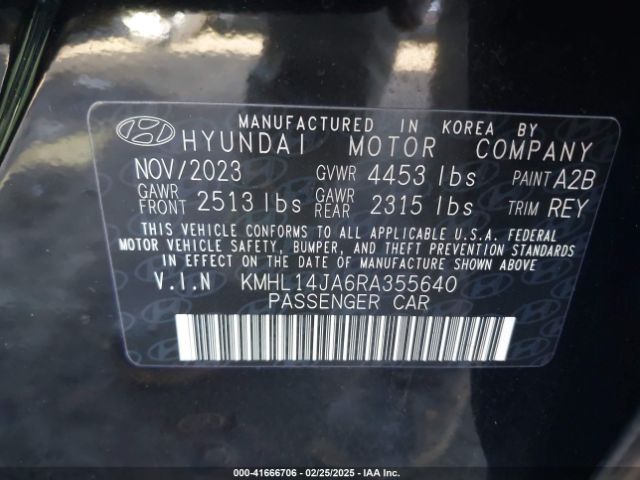 MANUFACTURED IN KOREA BY
HYUNDAI MOTOR COMPANY
NOV/2023 GVWR 4453 lbs PAINT A2B
GAWR FRONT 2513 lbs GAWR REAR 2315 lbs TRIM REY
THIS VEHICLE CONFORMS TO ALL APPLICABLE U.S.A. FEDERAL
MOTOR VEHICLE SAFETY, BUMPER, AND THEFT PREVENTION STANDARDS
IN EFFECT ON THE DATE OF MANUFACTURE SHOWN ABOVE.
V.I.N KMHL14JA6RA355640
PASSENGER CAR
000-41666706 - 02/25/2025 - IAA Inc.